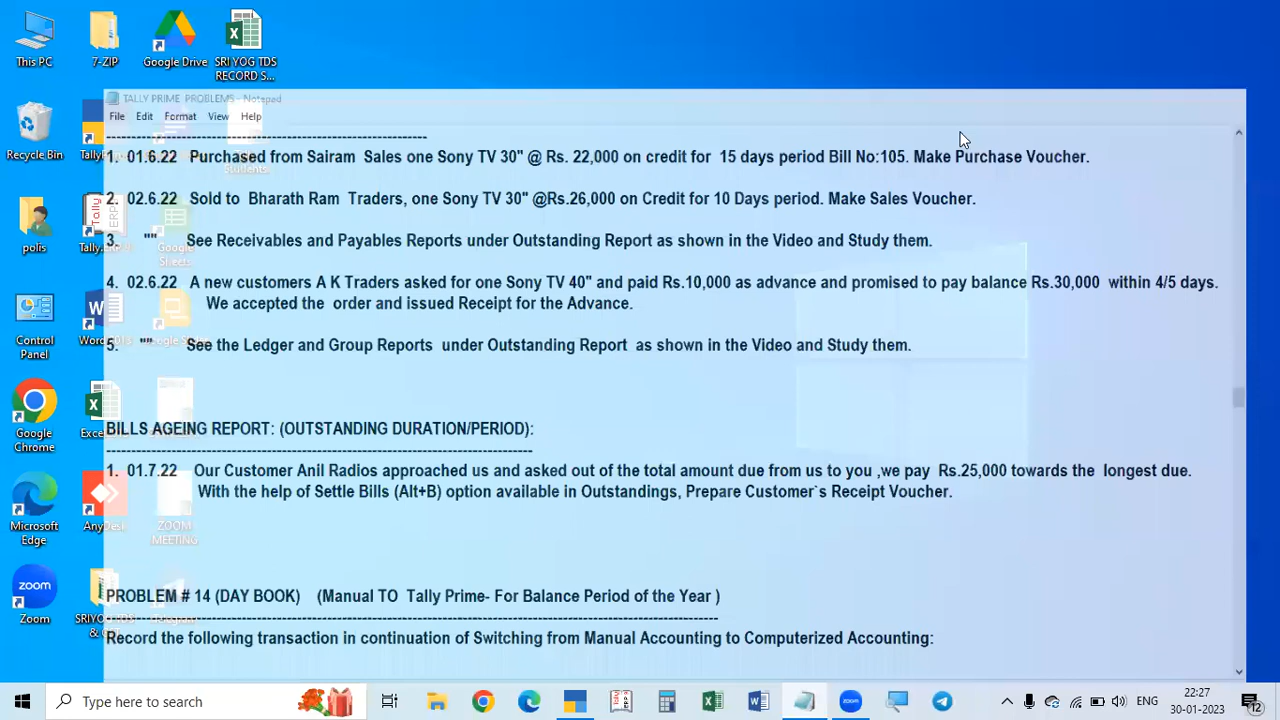 This PC
7-ZIP
Google Drive
SRI YOG TDS
RECORD S...
TALLY PRIME PROBLEMS - Notepad
File Edit Format View Help
Recycle Bin
Students
--------------------------------------------------------------
1. 01.6.22 Purchased from Sairam Sales one Sony TV 30" @ Rs. 22,000 on credit for 15 days period Bill No:105. Make Purchase Voucher.
2. 02.6.22 Sold to Bharath Ram Traders, one Sony TV 30" @Rs.26,000 on Credit for 10 Days period. Make Sales Voucher.
3. "" See Receivables and Payables Reports under Outstanding Report as shown in the Video and Study them.
polis
Tally.ERP
Google
Sheets
4. 02.6.22 A new customers A K Traders asked for one Sony TV 40" and paid Rs.10,000 as advance and promised to pay balance Rs.30,000 within 4/5 days.
We accepted the order and issued Receipt for the Advance.
5. "" See the Ledger and Group Reports under Outstanding Report as shown in the Video and Study them.
Control
Panel
Word 2013
Google
BILLS AGEING REPORT: (OUTSTANDING DURATION/PERIOD):
-----------------------------------------------------------------------------------
1. 01.7.22 Our Customer Anil Radios approached us and asked out of the total amount due from us to you ,we pay Rs.25,000 towards the longest due.
With the help of Settle Bills (Alt+B) option available in Outstandings, Prepare Customer`s Receipt Voucher.
Google
Chrome
Microsoft
Edge
AnyDesk
ZOOM
MEETING
PROBLEM # 14 (DAY BOOK) (Manual TO Tally Prime- For Balance Period of the Year )
-----------------------------------------------------------------------------------------------------------------------
Record the following transaction in continuation of Switching from Manual Accounting to Computerized Accounting:
zoom
Zoom
SRIYOG TDS
Telegram
Type here to search
ENG
22:27
30-01-2023
12